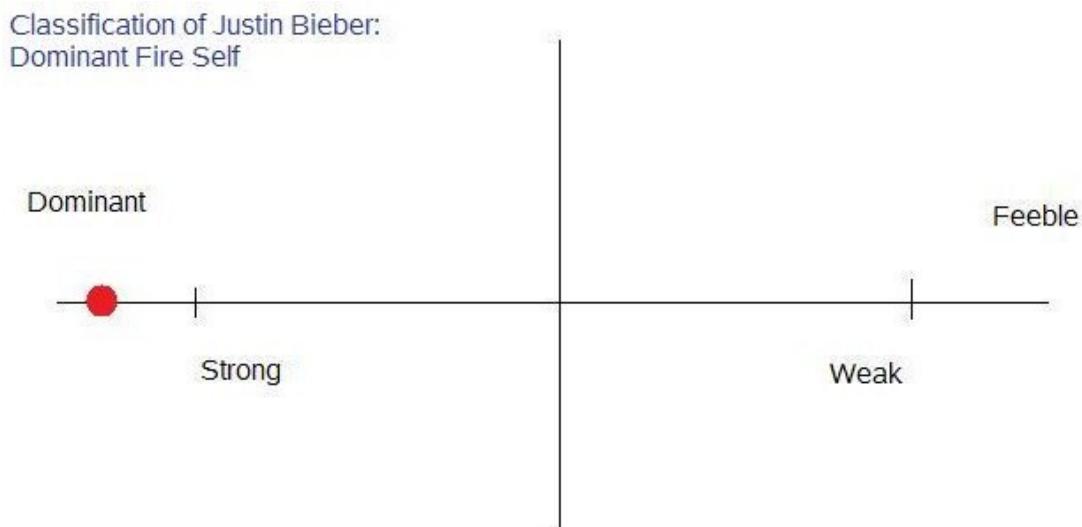 Classification of Justin Bieber:
Dominant Fire Self
Dominant
Feeble
Strong
Weak